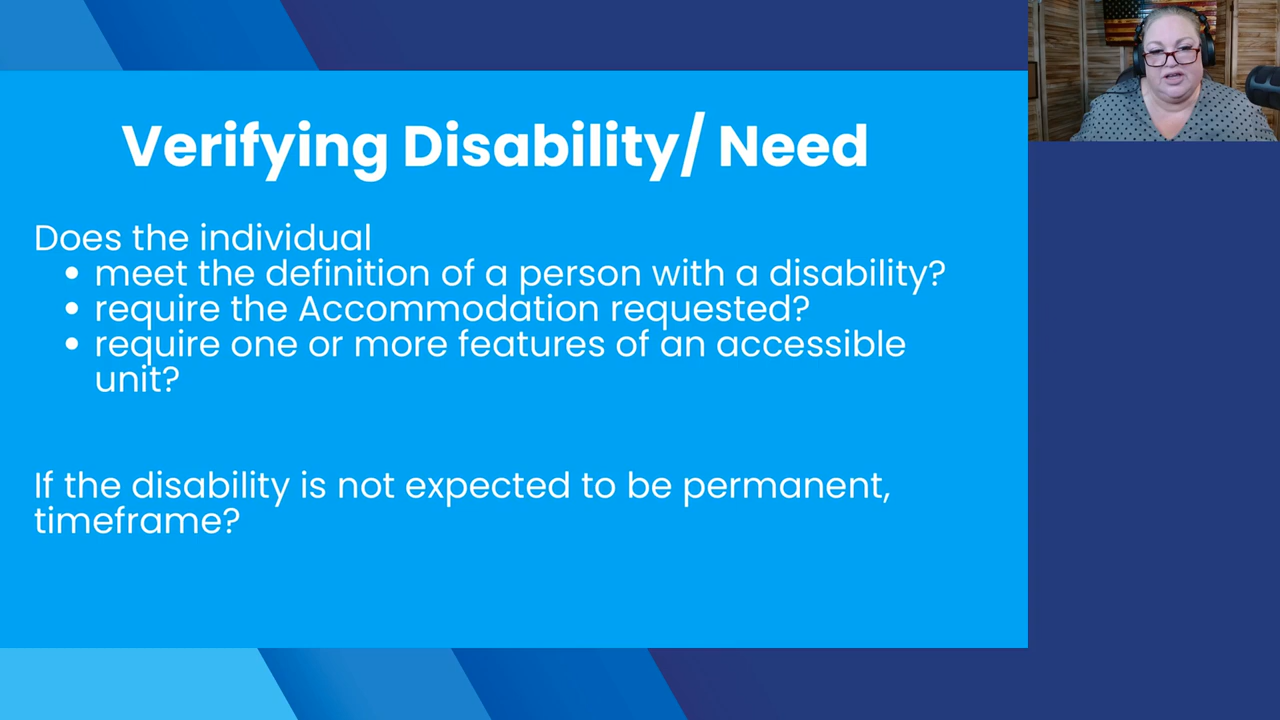 Verifying Disability/ Need
Does the individual
• meet the definition of a person with a disability?
• require the Accommodation requested?
• require one or more features of an accessible
unit?
If the disability is not expected to be permanent,
timeframe?